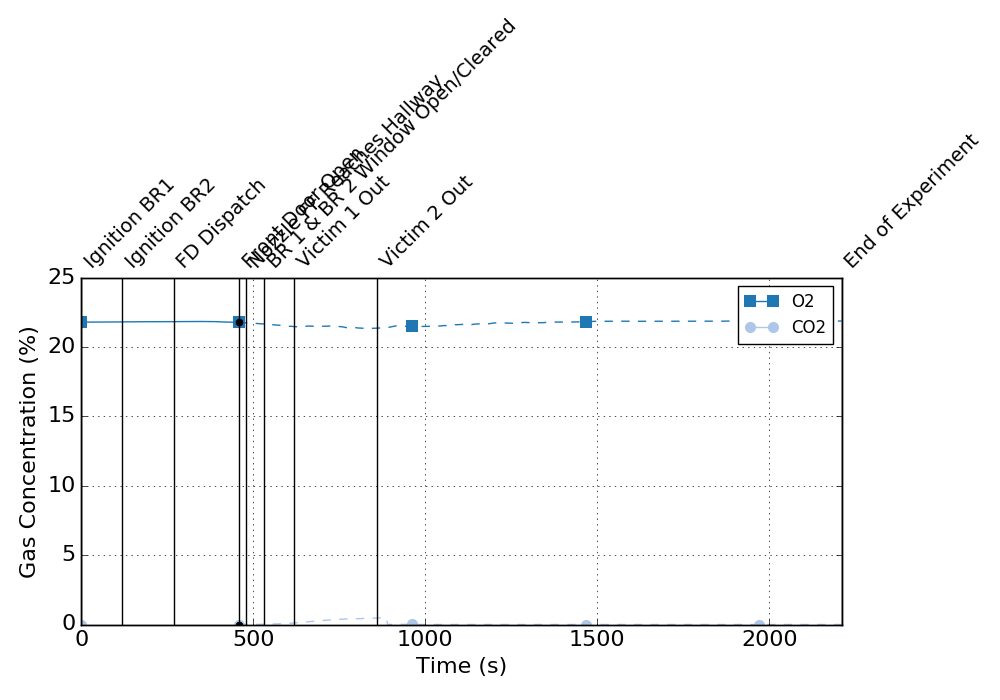 Ignition BR1
Ignition BR2
FD Dispatch
Front Door Open
Nozzle FF Reaches Hallway
BR 1 & BR 2 Window Open/Cleared
Victim 1 Out
Victim 2 Out
End of Experiment
25
20
15
10
5
0
Gas Concentration (%)
O2
CO2
0
500
1000
1500
2000
Time (s)